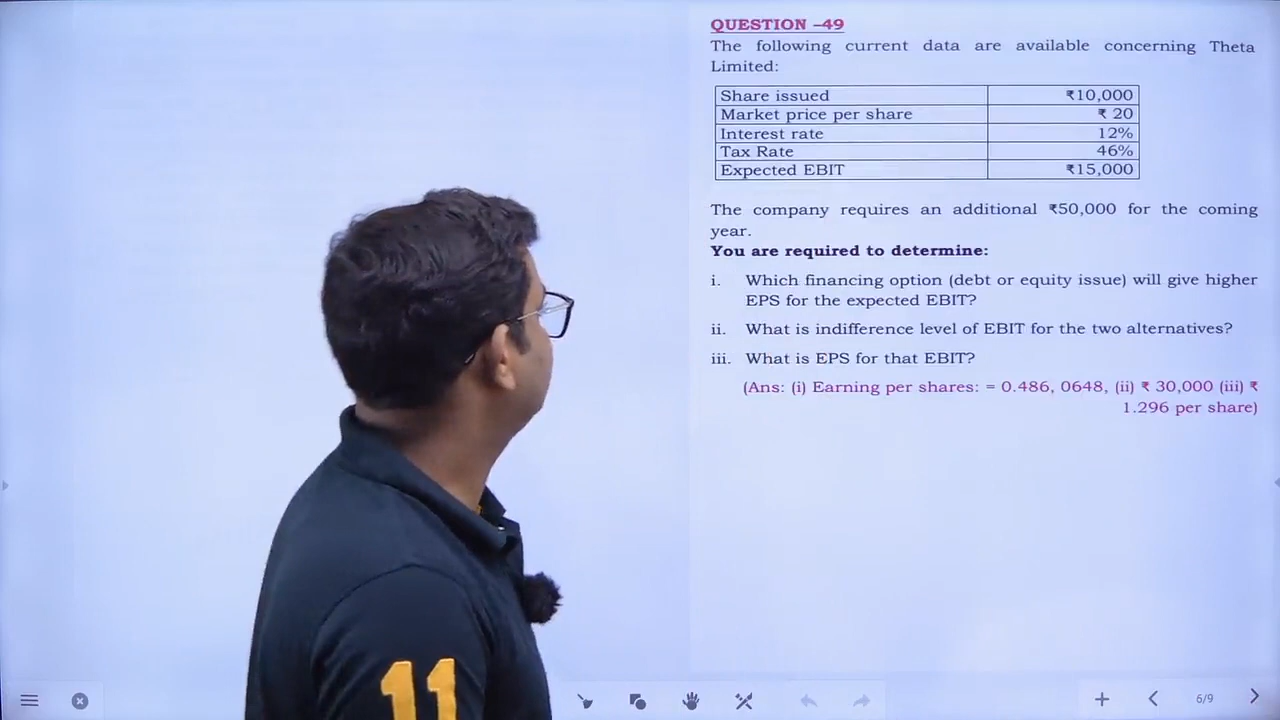 QUESTION –49
The following current data are available concerning Theta
Limited:
Share issued ₹10,000
Market price per share ₹ 20
Interest rate 12%
Tax Rate 46%
Expected EBIT ₹15,000
The company requires an additional ₹50,000 for the coming
year.
You are required to determine:
i. Which financing option (debt or equity issue) will give higher
EPS for the expected EBIT?
ii. What is indifference level of EBIT for the two alternatives?
iii. What is EPS for that EBIT?
(Ans: (i) Earning per shares: = 0.486, 0648, (ii) ₹ 30,000 (iii) ₹
1.296 per share)
11
6/9